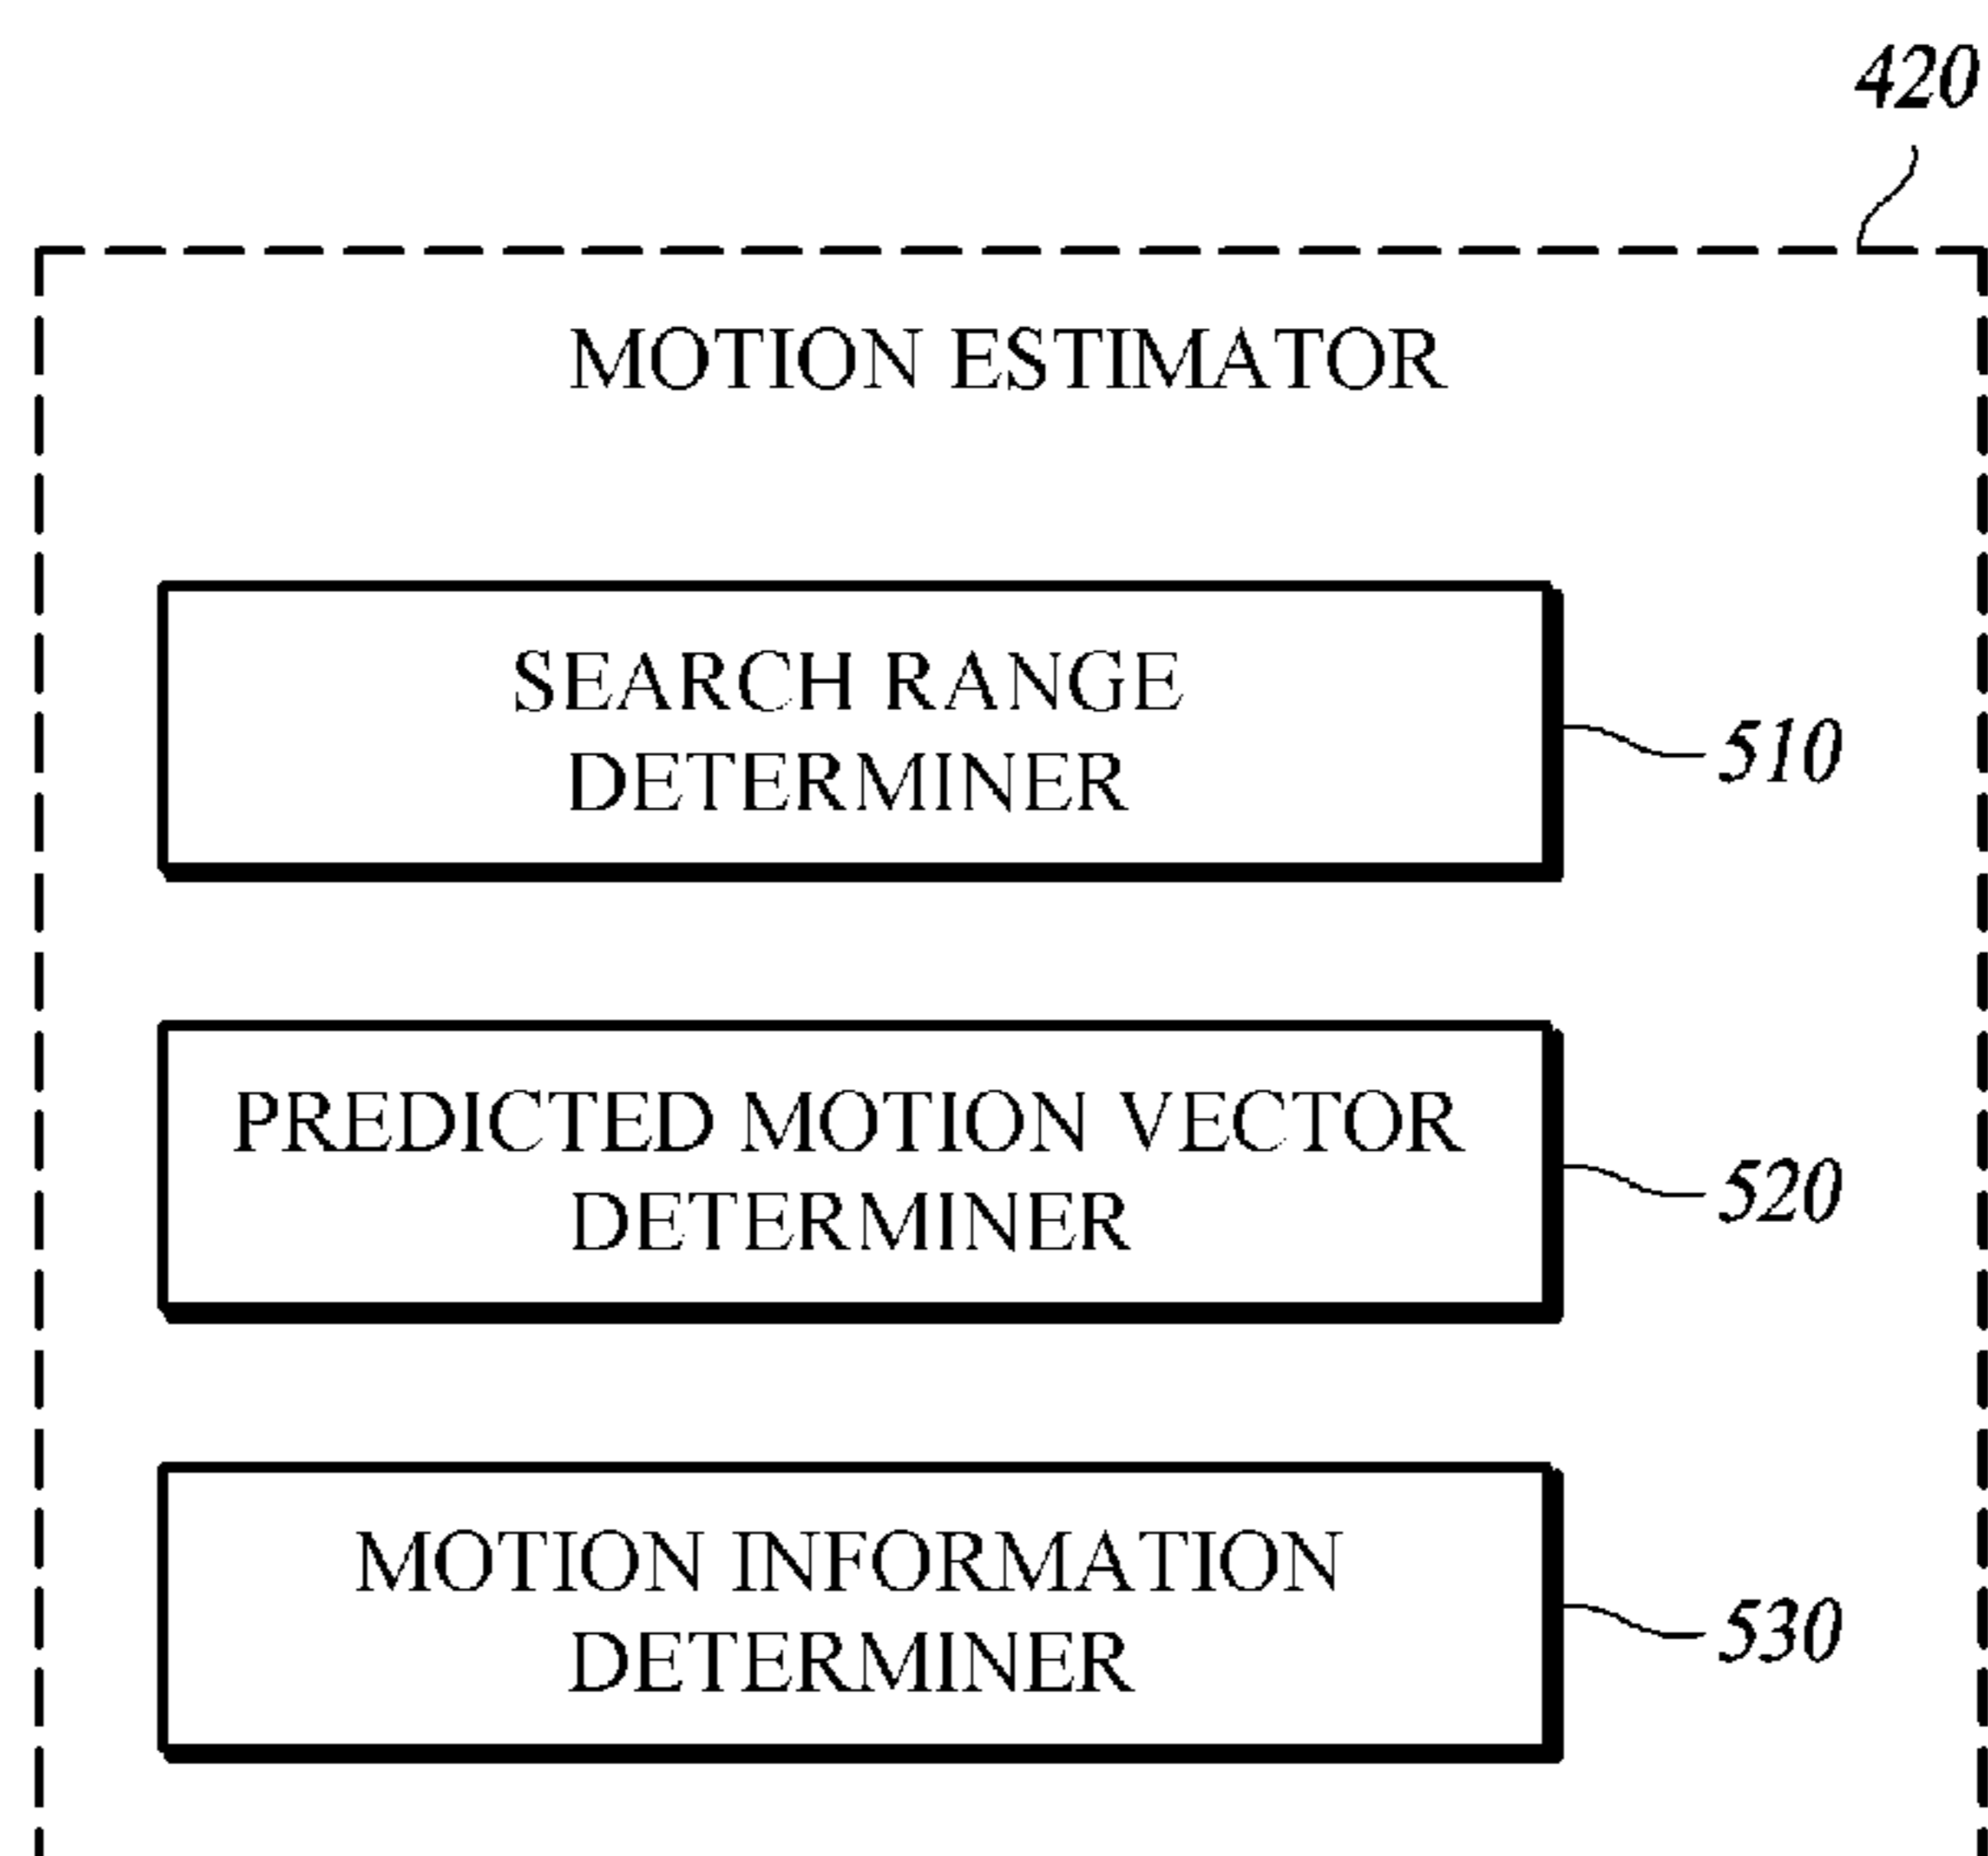 420
MOTION ESTIMATOR
SEARCH RANGE
DETERMINER
510
PREDICTED MOTION VECTOR
DETERMINER
520
MOTION INFORMATION
DETERMINER
530